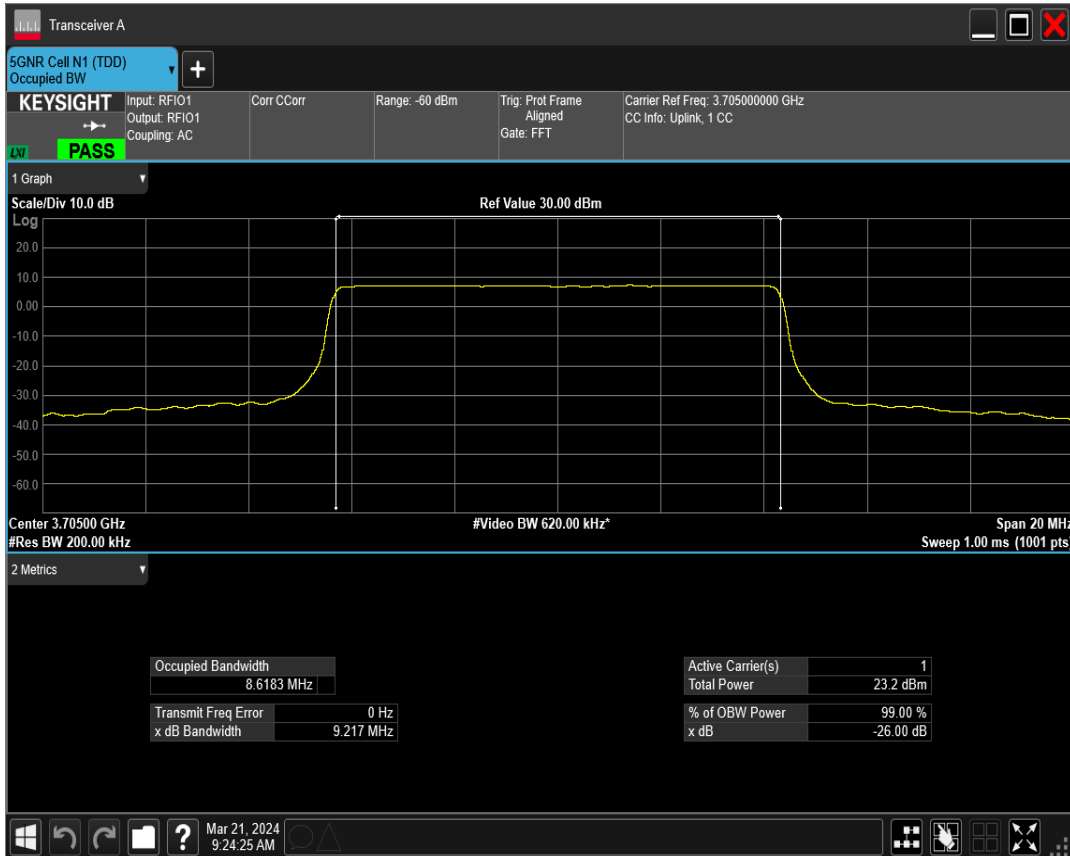 Transceiver A
5GNR Cell N1 (TDD)
Occupied BW
+
KEYSIGHT
LXI
PASS
Input: RFIO1
Output: RFIO1
Coupling: AC
Corr CCorr
Range: -60 dBm
Trig: Prot Frame
Aligned
Gate: FFT
Carrier Ref Freq: 3.705000000 GHz
CC Info: Uplink, 1 CC
1 Graph
Scale/Div 10.0 dB
Ref Value 30.00 dBm
Log
20.0
10.0
0.00
-10.0
-20.0
-30.0
-40.0
-50.0
-60.0
Center 3.70500 GHz
#Video BW 620.00 kHz*
Span 20 MHz
#Res BW 200.00 kHz
Sweep 1.00 ms (1001 pts)
2 Metrics
Occupied Bandwidth
8.6183 MHz
Transmit Freq Error 0 Hz
x dB Bandwidth 9.217 MHz
Active Carrier(s) 1
Total Power 23.2 dBm
% of OBW Power 99.00 %
x dB -26.00 dB
?
Mar 21, 2024
9:24:25 AM